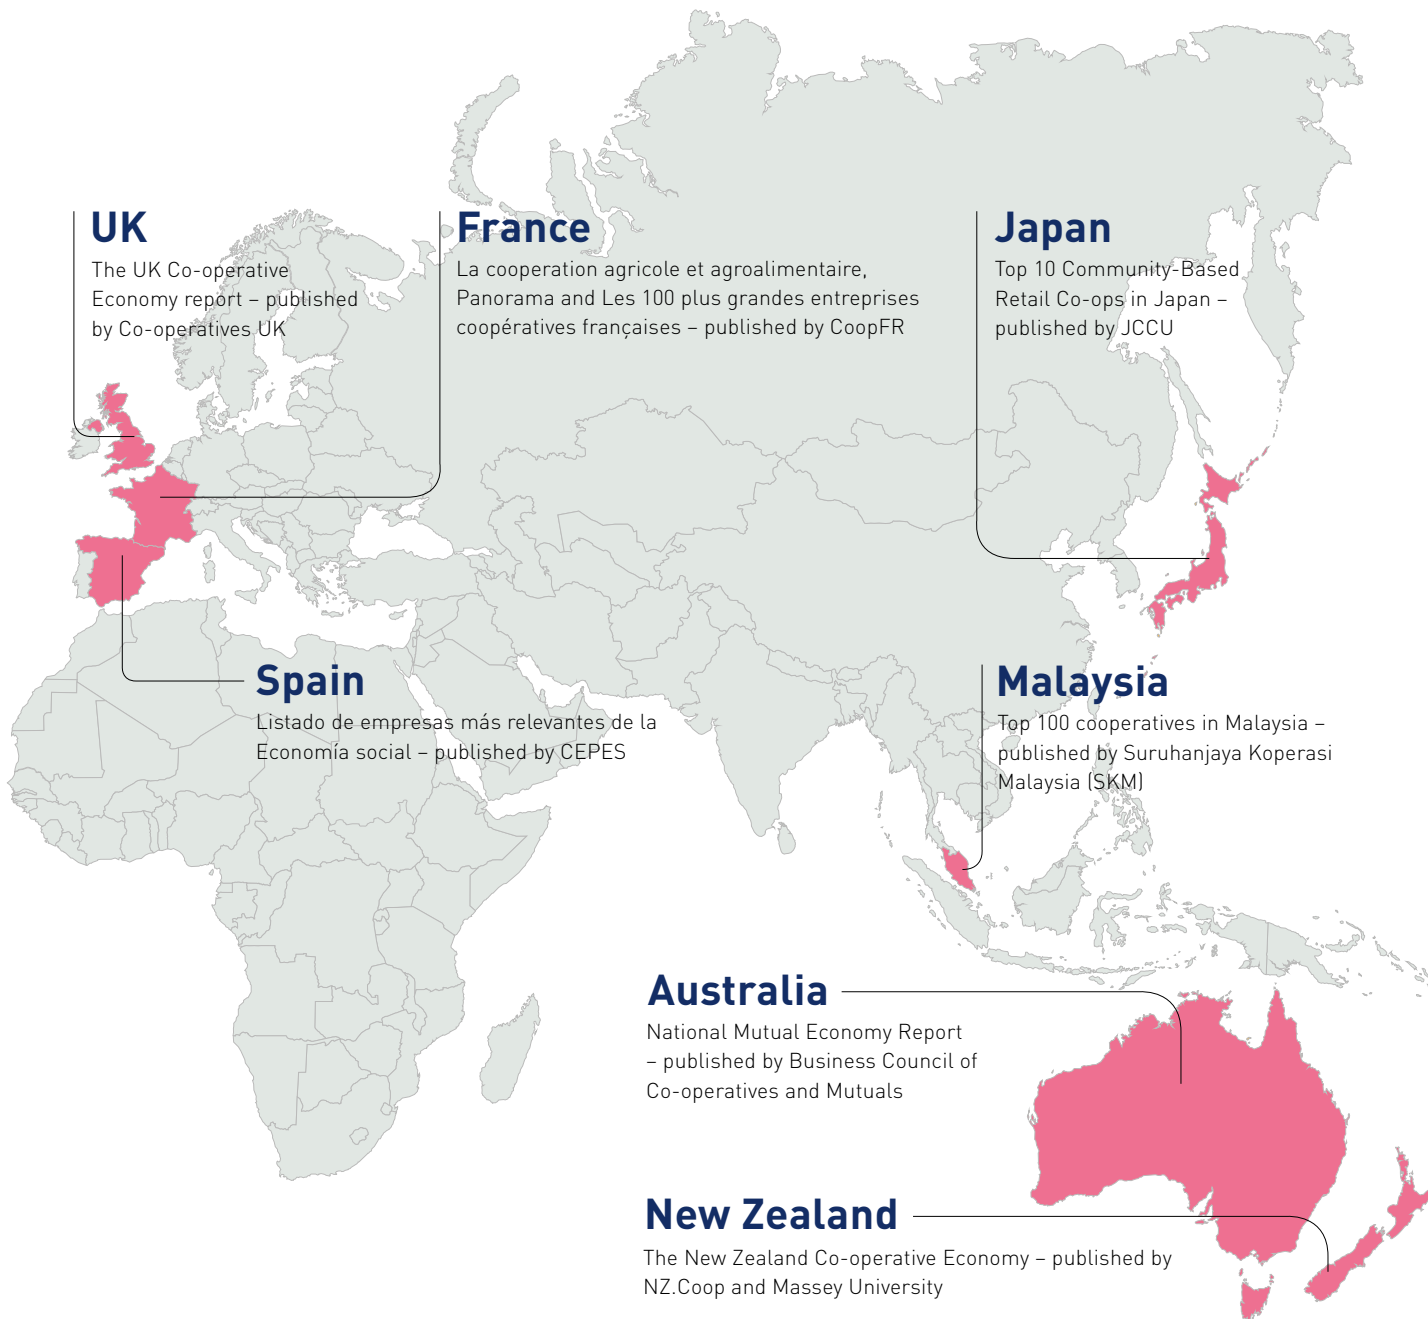 UK
The UK Co-operative
Economy report – published
by Co-operatives UK
France
La cooperation agricole et agroalimentaire,
Panorama and Les 100 plus grandes entreprises
coopératives françaises – published by CoopFR
Japan
Top 10 Community-Based
Retail Co-ops in Japan –
published by JCCU
Spain
Listado de empresas más relevantes de la
Economía social – published by CEPES
Malaysia
Top 100 cooperatives in Malaysia –
published by Suruhanjaya Koperasi
Malaysia (SKM)
Australia
National Mutual Economy Report
– published by Business Council of
Co-operatives and Mutuals
New Zealand
The New Zealand Co-operative Economy – published by
NZ.Coop and Massey University